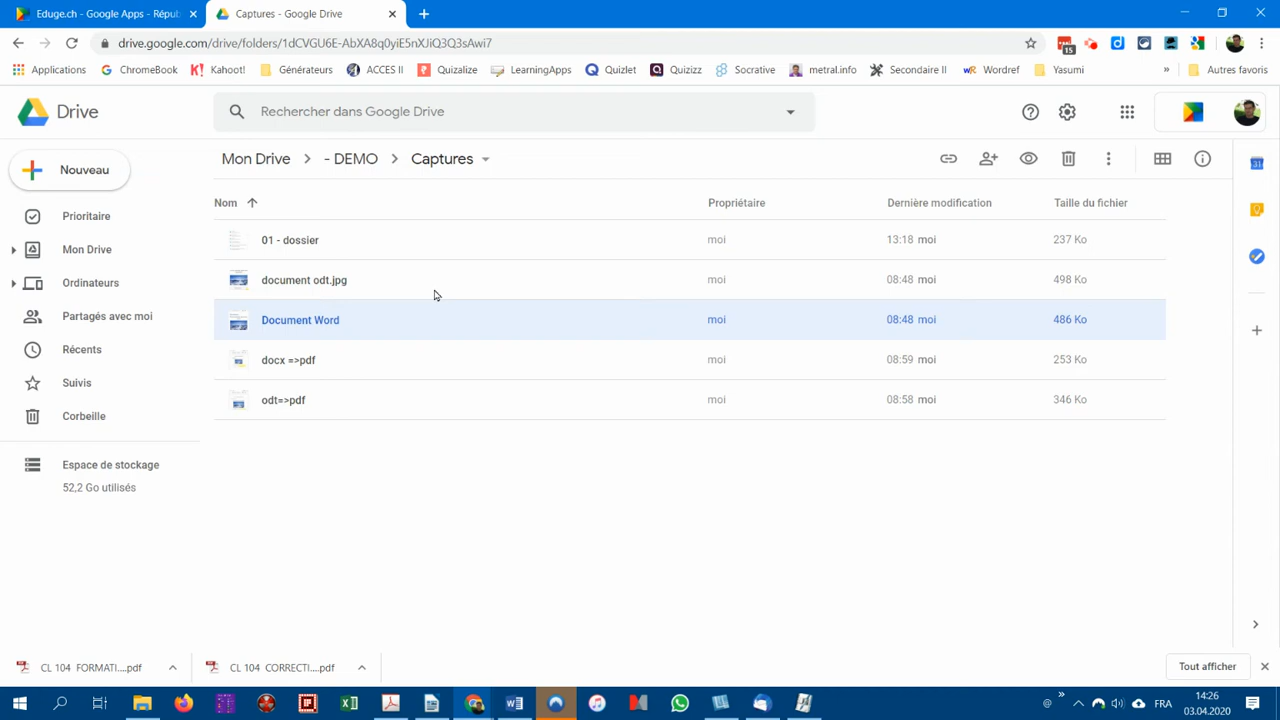 Eduge.ch - Google Apps - Répub
Captures - Google Drive
drive.google.com/drive/folders/1dCVGU6E-AbXA8q0yiE5nXJiQ3Q3sAwi7
15
Applications
ChromeBook
Kahoot!
Générateurs
ACCES II
Quizalize
LearningApps
Quizlet
Quizizz
Socrative
metral.info
Secondaire II
Wordref
Yasumi
»
Autres favoris
Drive
Rechercher dans Google Drive
Nouveau
Mon Drive > - DEMO > Captures
Nom
Propriétaire
Dernière modification
Taille du fichier
Prioritaire
Mon Drive
Ordinateurs
Partagés avec moi
Récents
Suivis
Corbeille
Espace de stockage
52,2 Go utilisés
01 - dossier moi 13:18 moi 237 Ko
document odt.jpg moi 08:48 moi 498 Ko
Document Word moi 08:48 moi 486 Ko
docx =>pdf moi 08:59 moi 253 Ko
odt=>pdf moi 08:58 moi 346 Ko
31
CL 104 FORMATI....pdf
CL 104 CORRECTI....pdf
Tout afficher
FRA
14:26
03.04.2020